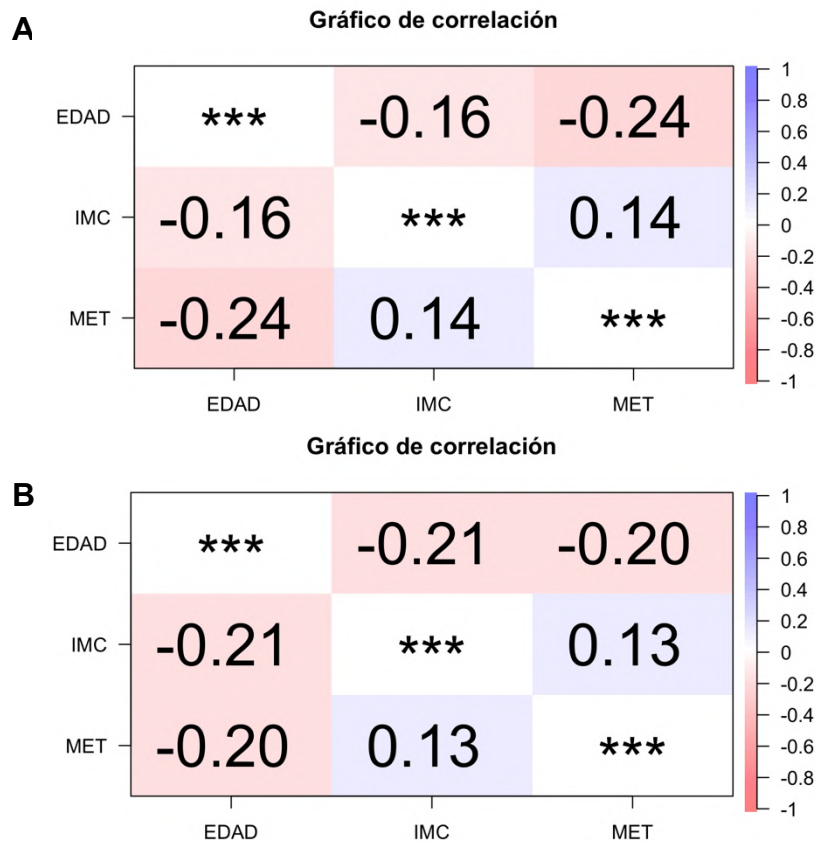 A
Gráfico de correlación
EDAD *** -0.16 -0.24
IMC -0.16 *** 0.14
MET -0.24 0.14 ***
EDAD IMC MET
1
0.8
0.6
0.4
0.2
0
-0.2
-0.4
-0.6
-0.8
-1
B
Gráfico de correlación
EDAD *** -0.21 -0.20
IMC -0.21 *** 0.13
MET -0.20 0.13 ***
EDAD IMC MET
1
0.8
0.6
0.4
0.2
0
-0.2
-0.4
-0.6
-0.8
-1